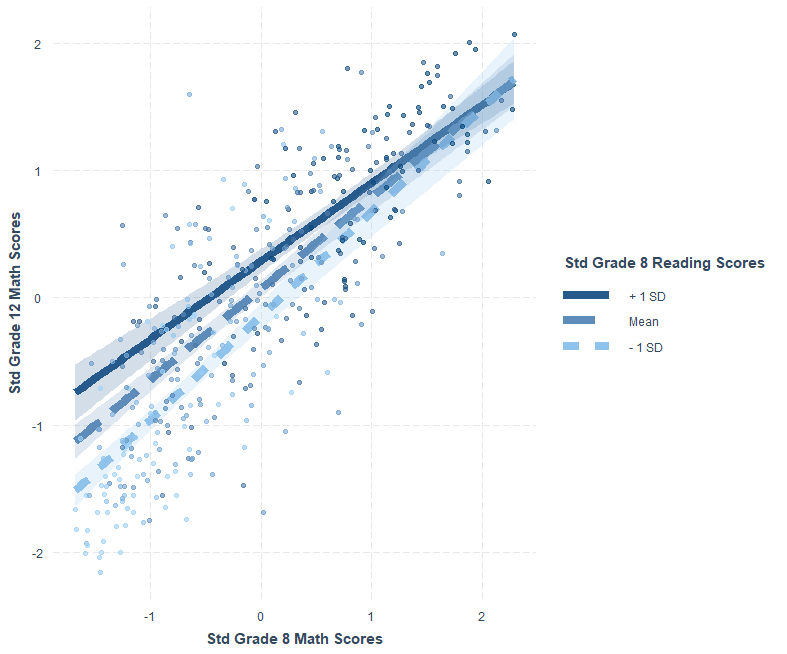 2
1
0
-1
-2
-1
0
1
2
Std Grade 12 Math Scores
Std Grade 8 Math Scores
Std Grade 8 Reading Scores
+ 1 SD
Mean
- 1 SD